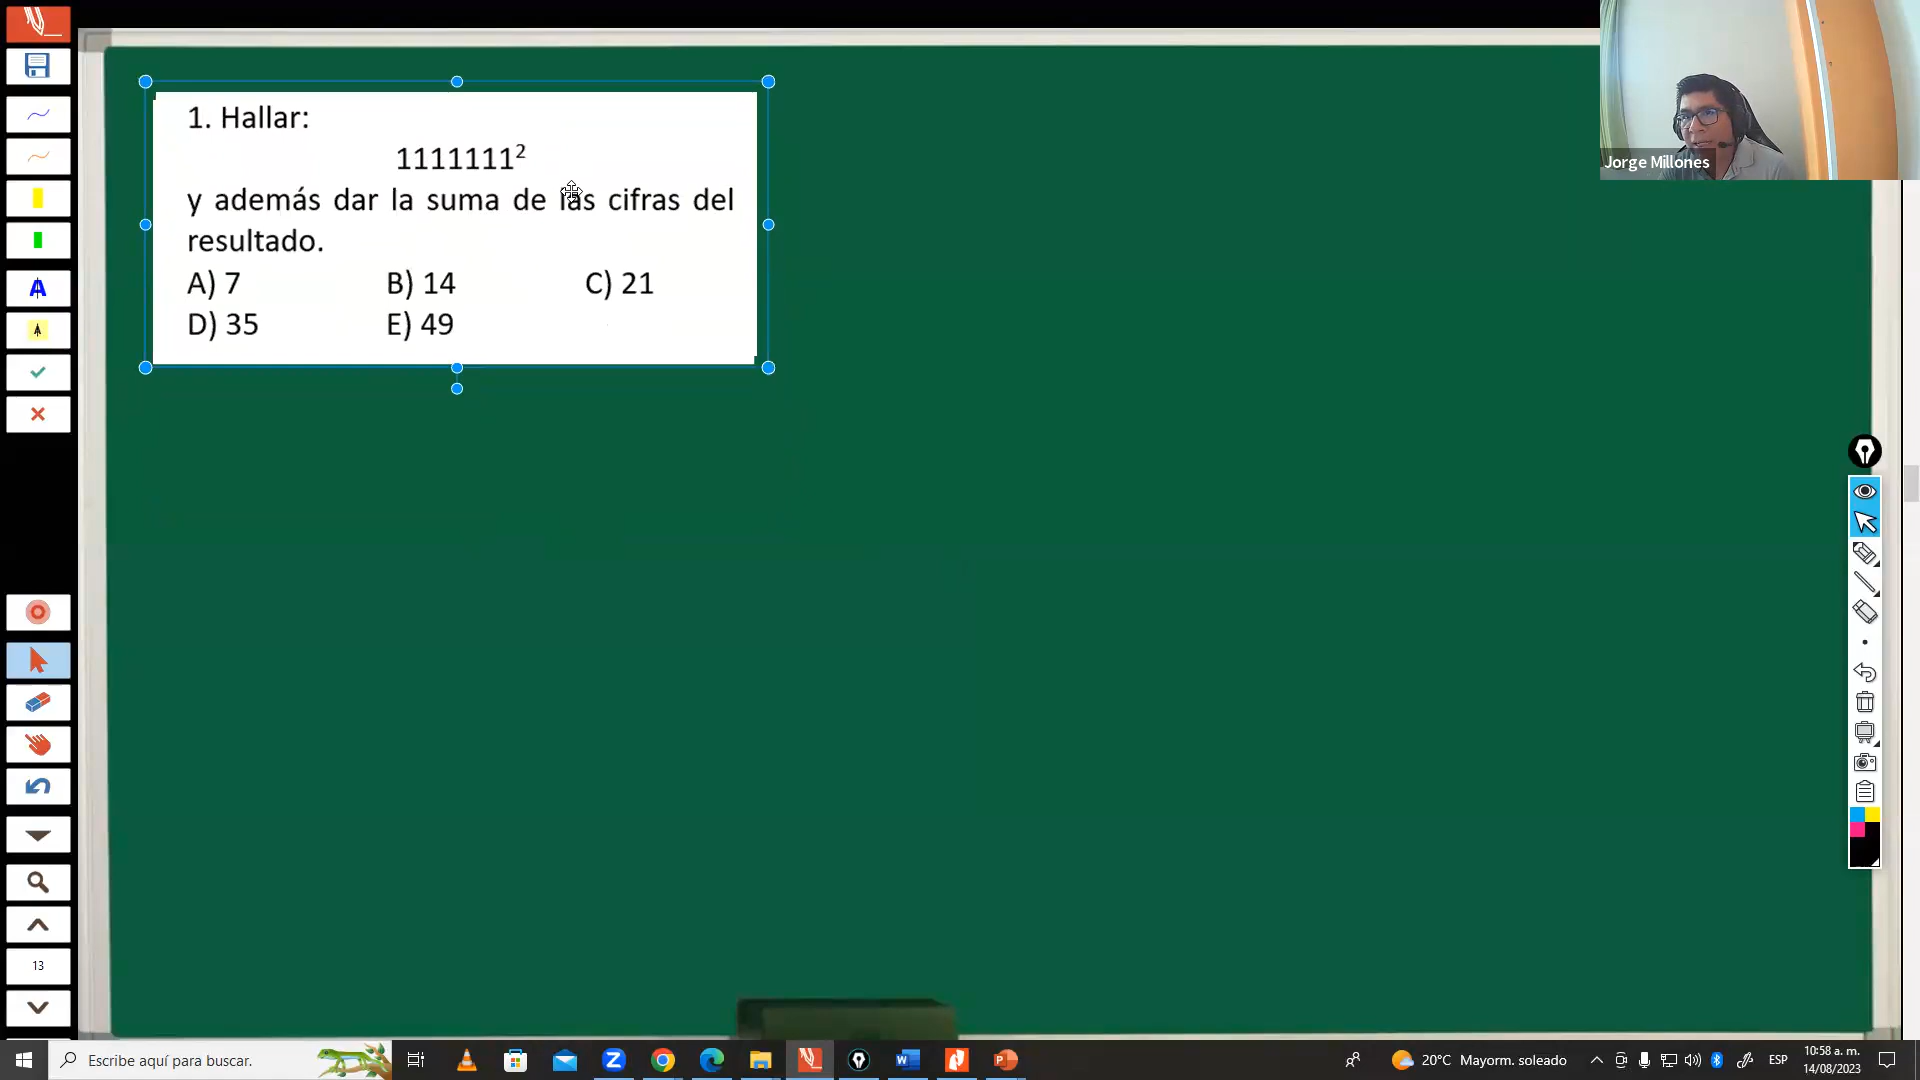 1. Hallar:
1111111²
y además dar la suma de las cifras del
resultado.
A) 7 B) 14 C) 21
D) 35 E) 49
Jorge Millones
13
Escribe aquí para buscar.
20°C Mayorm. soleado
ESP
10:58 a. m.
14/08/2023